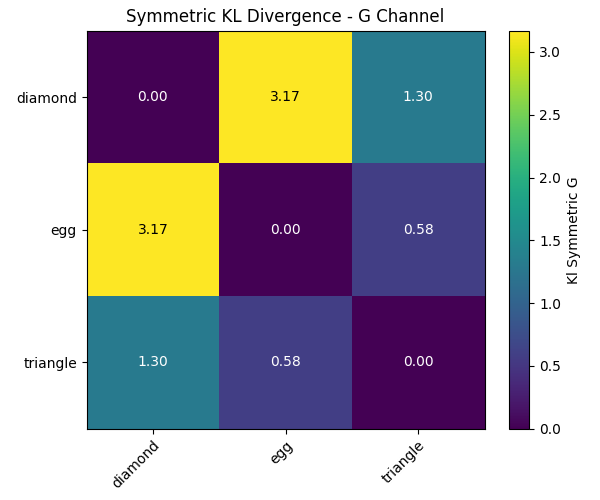 Symmetric KL Divergence - G Channel
diamond 0.00 3.17 1.30
egg 3.17 0.00 0.58
triangle 1.30 0.58 0.00
diamond egg triangle
3.0
2.5
2.0
1.5
1.0
0.5
0.0
Kl Symmetric G